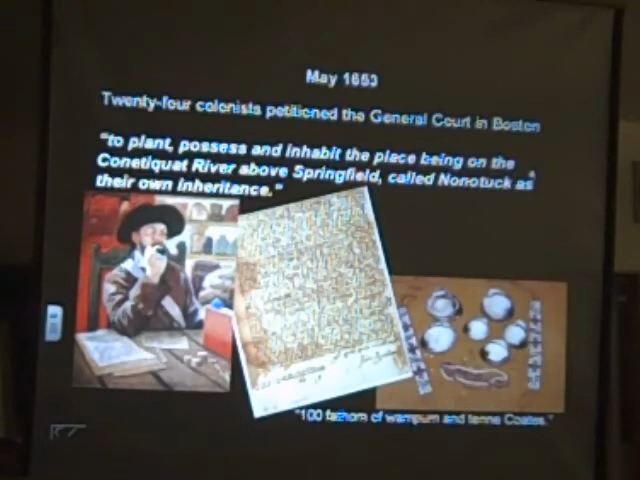 May 1653
Twenty-four colonists petitioned the General Court in Boston
"to plant, possess and inhabit the place being on the
Conetiquat River above Springfield, called Nonotuck as
their own inheritance."
"100 fathom of wampum and tenne Coates."